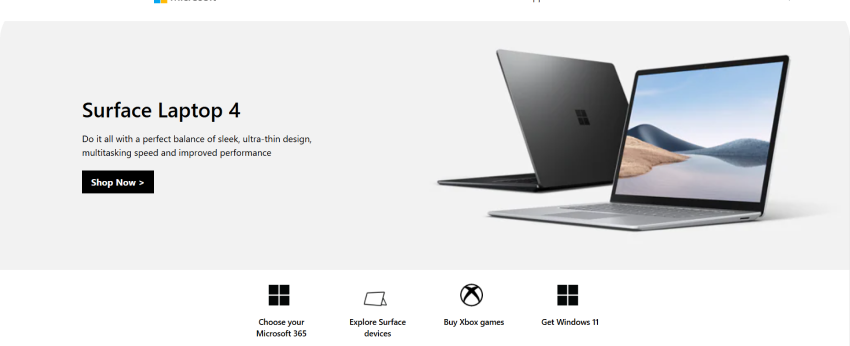 Surface Laptop 4
Do it all with a perfect balance of sleek, ultra-thin design,
multitasking speed and improved performance
Shop Now >
Choose your
Microsoft 365
Explore Surface
devices
Buy Xbox games
Get Windows 11